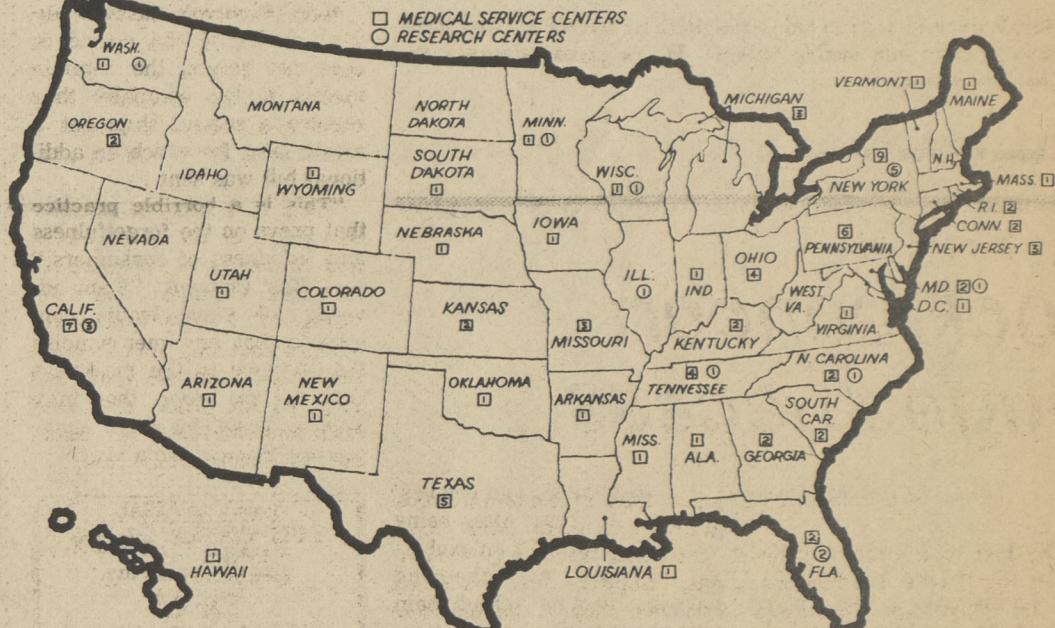 □ MEDICAL SERVICE CENTERS
○ RESEARCH CENTERS
WASH.
1 1
OREGON
2
MONTANA
IDAHO
1
WYOMING
NORTH
DAKOTA
SOUTH
DAKOTA
1
MINN.
1 1
WISC.
1 1
MICHIGAN
VERMONT 1
1
MAINE
N.H.
MASS. 1
9
5
NEW YORK
R.I. 2
CONN. 2
6
PENNSYLVANIA
NEW JERSEY
MD. 2 1
D.C. 1
NEVADA
UTAH
1
COLORADO
1
NEBRASKA
1
IOWA
1
ILL.
1
1
IND.
OHIO
4
WEST
VA.
1
VIRGINIA
CALIF.
7
KANSAS
MISSOURI
2
KENTUCKY
4 1
TENNESSEE
N. CAROLINA
2 1
SOUTH
CAR.
2
ARIZONA
1
NEW
MEXICO
1
OKLAHOMA
1
ARKANSAS
1
MISS.
1
1
ALA.
2
GEORGIA
TEXAS
5
LOUISIANA 1
2
2
FLA.
1
HAWAII
This is a horrible practice